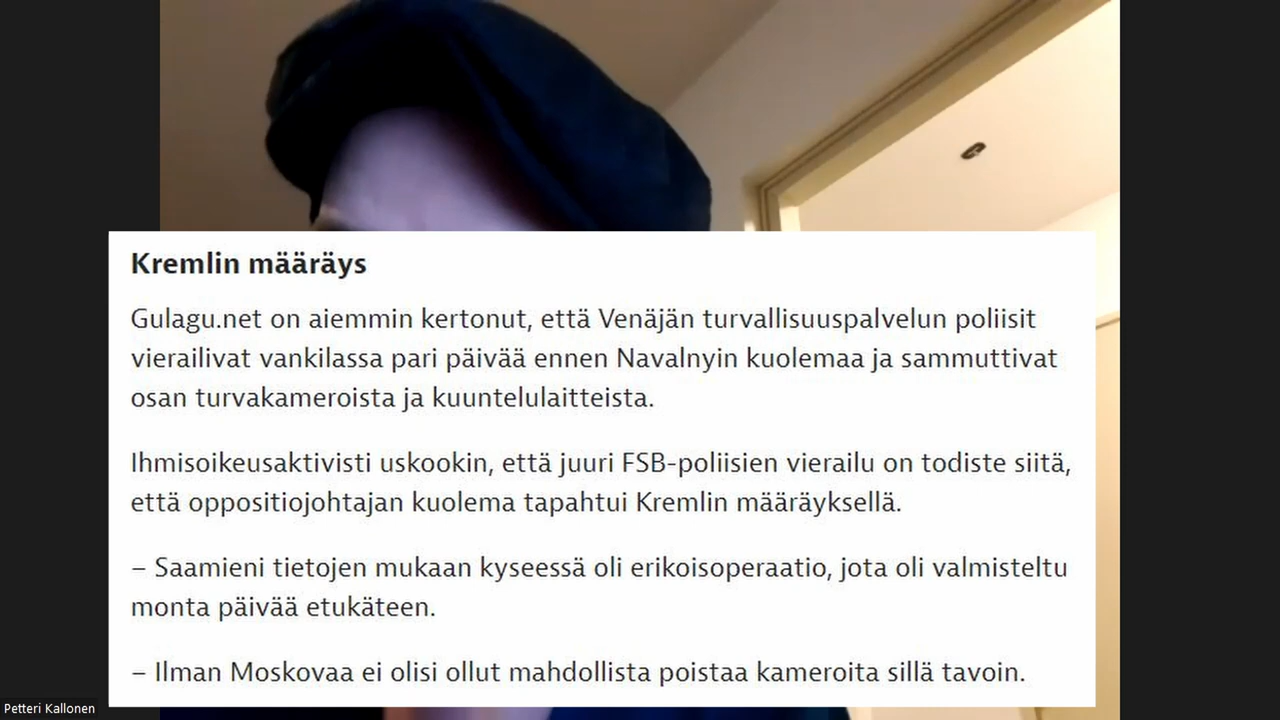 Kremlin määräys
Gulagu.net on aiemmin kertonut, että Venäjän turvallisuuspalvelun poliisit
vierailivat vankilassa pari päivää ennen Navalnyin kuolemaa ja sammuttivat
osan turvakameroista ja kuuntelulaitteista.
Ihmisoikeusaktivisti uskookin, että juuri FSB-poliisien vierailu on todiste siitä,
että oppositiojohtajan kuolema tapahtui Kremlin määräyksellä.
– Saamieni tietojen mukaan kyseessä oli erikoisoperaatio, jota oli valmisteltu
monta päivää etukäteen.
– Ilman Moskovaa ei olisi ollut mahdollista poistaa kameroita sillä tavoin.
Petteri Kallonen